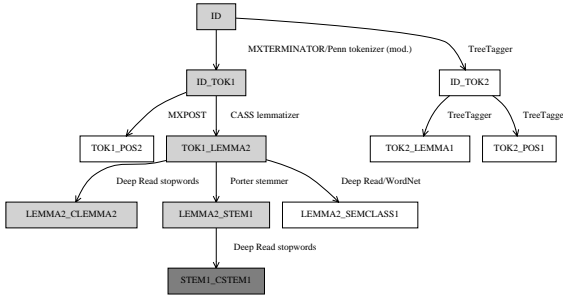 ID
MXTERMINATOR/Penn tokenizer (mod.)
TreeTagger
ID_TOK1
ID_TOK2
MXPOST
CASS lemmatizer
TreeTagger
TreeTagge
TOK1_POS2
TOK1_LEMMA2
TOK2_LEMMA1
TOK2_POS1
Deep Read stopwords
Porter stemmer
Deep Read/WordNet
LEMMA2_CLEMMA2
LEMMA2_STEM1
LEMMA2_SEMCLASS1
Deep Read stopwords
STEM1_CSTEM1